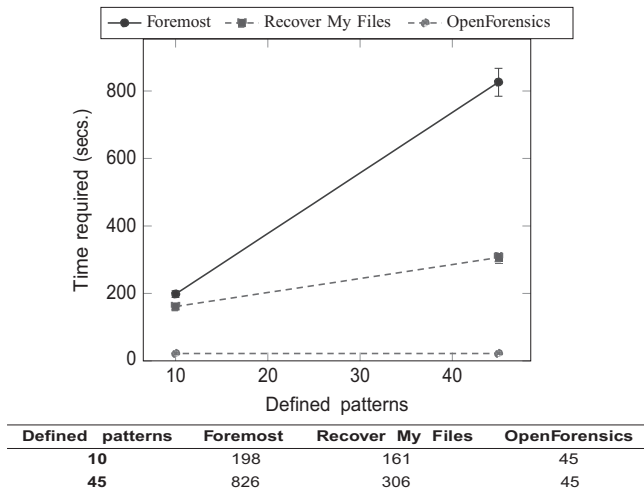 Foremost Recover My Files OpenForensics
800
600
400
200
0
Time required (secs.)
10 20 30 40
Defined patterns
Defined patterns Foremost Recover My Files OpenForensics
10 198 161 45
45 826 306 45